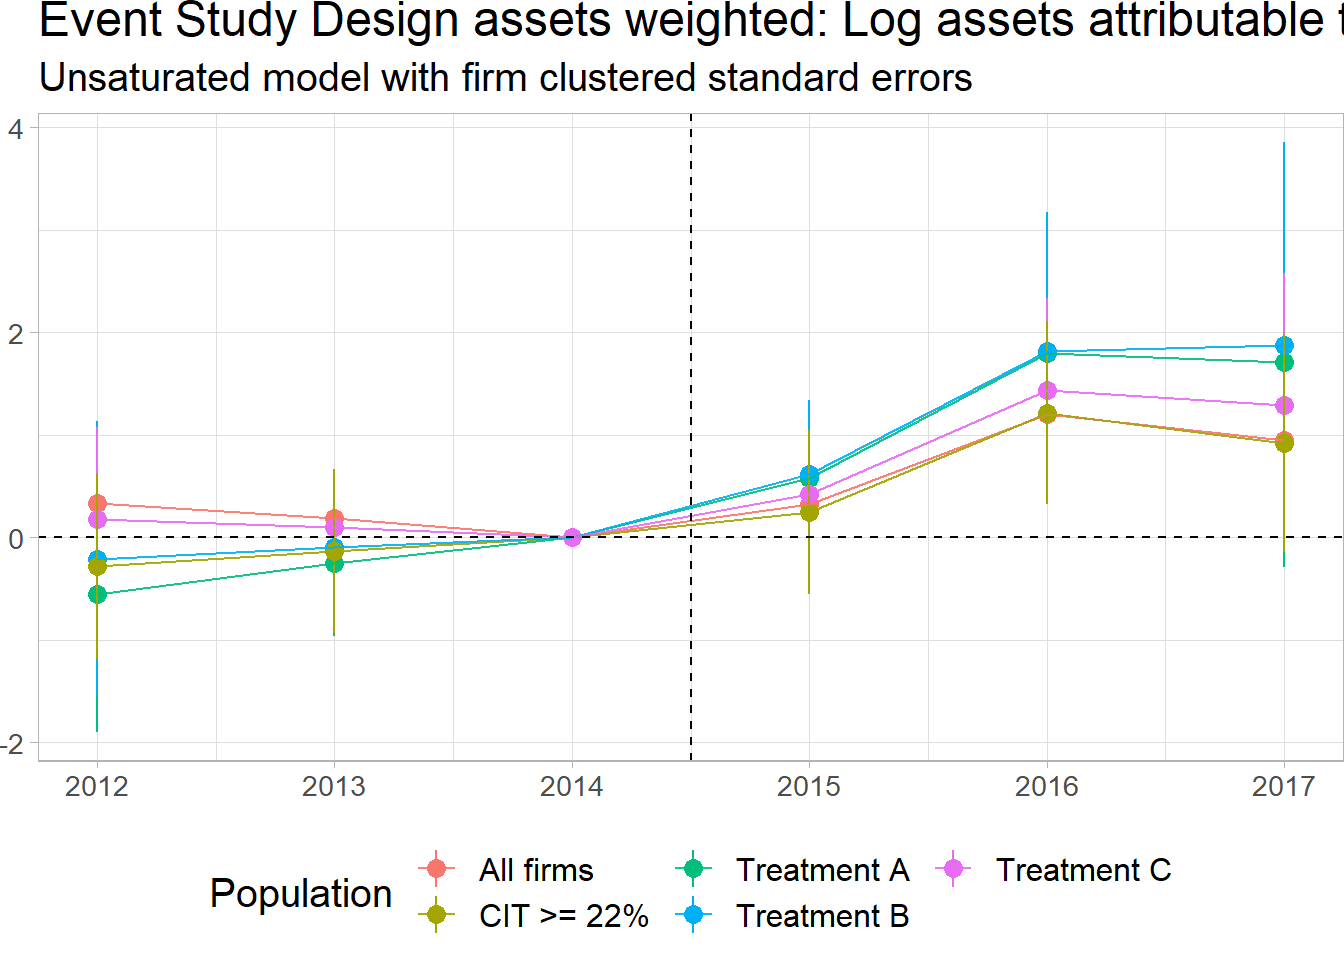 Event Study Design assets weighted: Log assets attributable
Unsaturated model with firm clustered standard errors
4
2
0
-2
2012 2013 2014 2015 2016 2017
Population
All firms Treatment A Treatment C
CIT >= 22% Treatment B